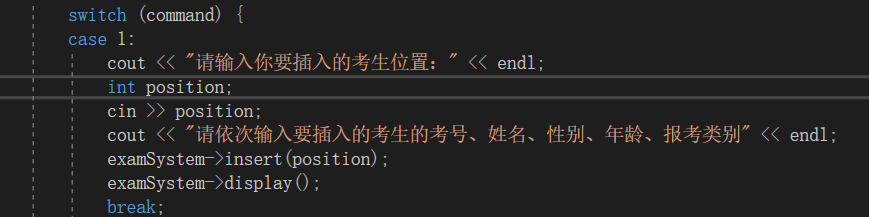 switch (command) {
case 1:
cout << "请输入你要插入的考生位置：" << endl;
int position;
cin >> position;
cout << "请依次输入要插入的考生的考号、姓名、性别、年龄、报考类别" << endl;
examSystem->insert(position);
examSystem->display();
break;